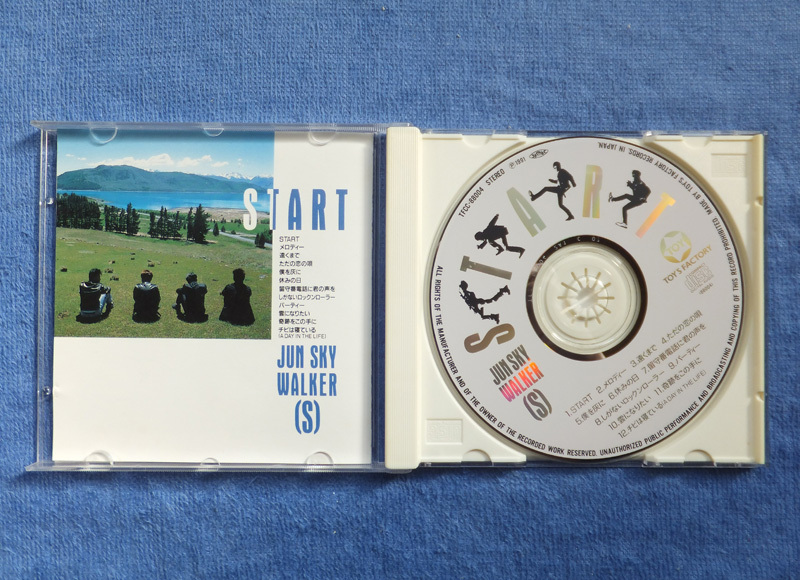 START
START
メロディー
遠くまで
ただの恋の唄
僕を灰に
休みの日
留守番電話に君の声を
しがないロックンローラー
パーティー
雲になりたい
奇跡をこの手に
チビは寝ている
(A DAY IN THE LIFE)
JUN SKY
WALKER
(S)
START
TFCC-88004 STEREO
TOY'S FACTORY
JUN SKY
WALKER
(S)
1.START 2.メロディー 3.遠くまで 4.ただの恋の唄
5.僕を灰に 6.休みの日 7.留守番電話に君の声を
8.しがないロックンローラー 9.パーティー
10.雲になりたい 11.奇跡をこの手に
12.チビは寝ている(A DAY IN THE LIFE)
ALL RIGHTS OF THE MANUFACTURER AND OF THE OWNER OF THE RECORDED WORK RESERVED. UNAUTHORIZED PUBLIC PERFORMANCE AND BROADCASTING AND COPYING OF THIS RECORD PROHIBITED. MADE BY TOY'S FACTORY RECORDS, IN JAPAN.